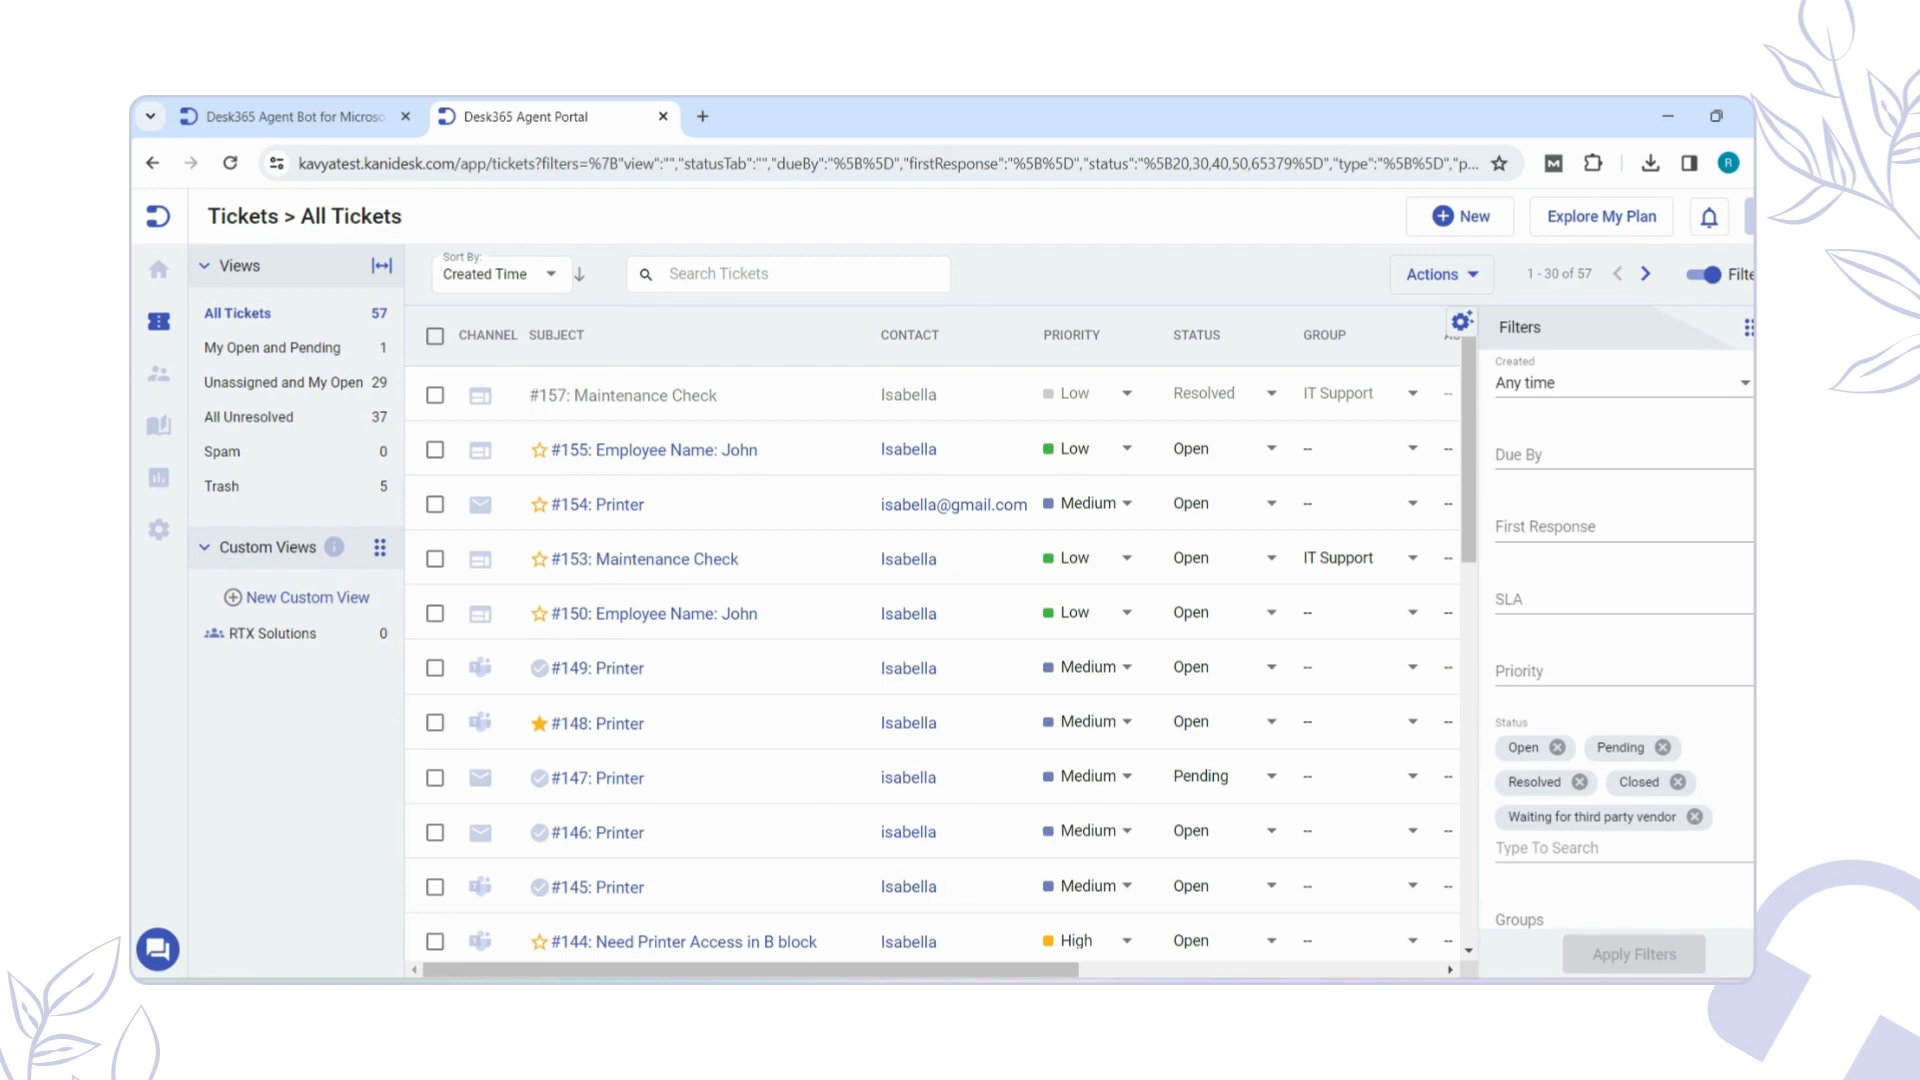 Desk365 Agent Bot for Microso
Desk365 Agent Portal
kavyatest.kanidesk.com/app/tickets?filters=%7B"view":"","statusTab":"","dueBy":"%5B%5D","firstResponse":"%5B%5D","status":"%5B20,30,40,50,65379%5D","type":"%5B%5D","p...
M
R
Tickets > All Tickets
New
Explore My Plan
Views
Sort By:
Created Time
Search Tickets
Actions
1 - 30 of 57
Filte
All Tickets 57
My Open and Pending 1
Unassigned and My Open 29
All Unresolved 37
Spam 0
Trash 5
Custom Views
New Custom View
RTX Solutions 0
CHANNEL SUBJECT CONTACT PRIORITY STATUS GROUP
#157: Maintenance Check Isabella Low Resolved IT Support --
#155: Employee Name: John Isabella Low Open -- --
#154: Printer isabella@gmail.com Medium Open -- --
#153: Maintenance Check Isabella Low Open IT Support --
#150: Employee Name: John Isabella Low Open -- --
#149: Printer Isabella Medium Open -- --
#148: Printer Isabella Medium Open -- --
#147: Printer isabella Medium Pending -- --
#146: Printer isabella Medium Open -- --
#145: Printer Isabella Medium Open -- --
#144: Need Printer Access in B block Isabella High Open -- --
Filters
Created
Any time
Due By
First Response
SLA
Priority
Status
Open Pending
Resolved Closed
Waiting for third party vendor
Type To Search
Groups
Apply Filters